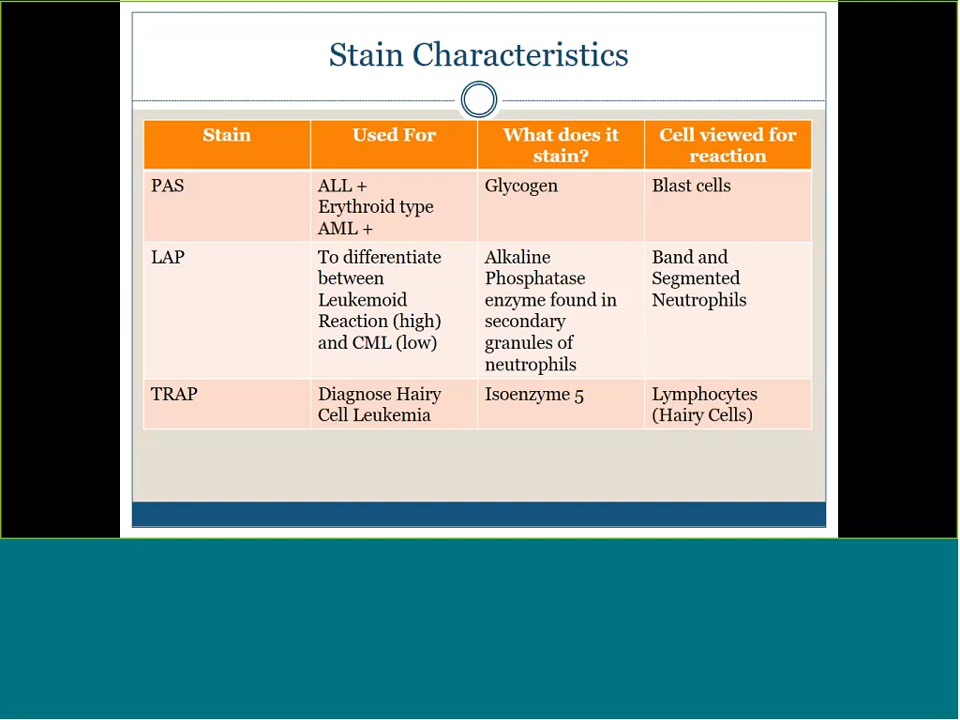 Stain Characteristics
Stain
Used For
What does it
stain?
Cell viewed for
reaction
PAS
ALL +
Erythroid type
AML +
Glycogen
Blast cells
LAP
To differentiate
between
Leukemoid
Reaction (high)
and CML (low)
Alkaline
Phosphatase
enzyme found in
secondary
granules of
neutrophils
Band and
Segmented
Neutrophils
TRAP
Diagnose Hairy
Cell Leukemia
Isoenzyme 5
Lymphocytes
(Hairy Cells)